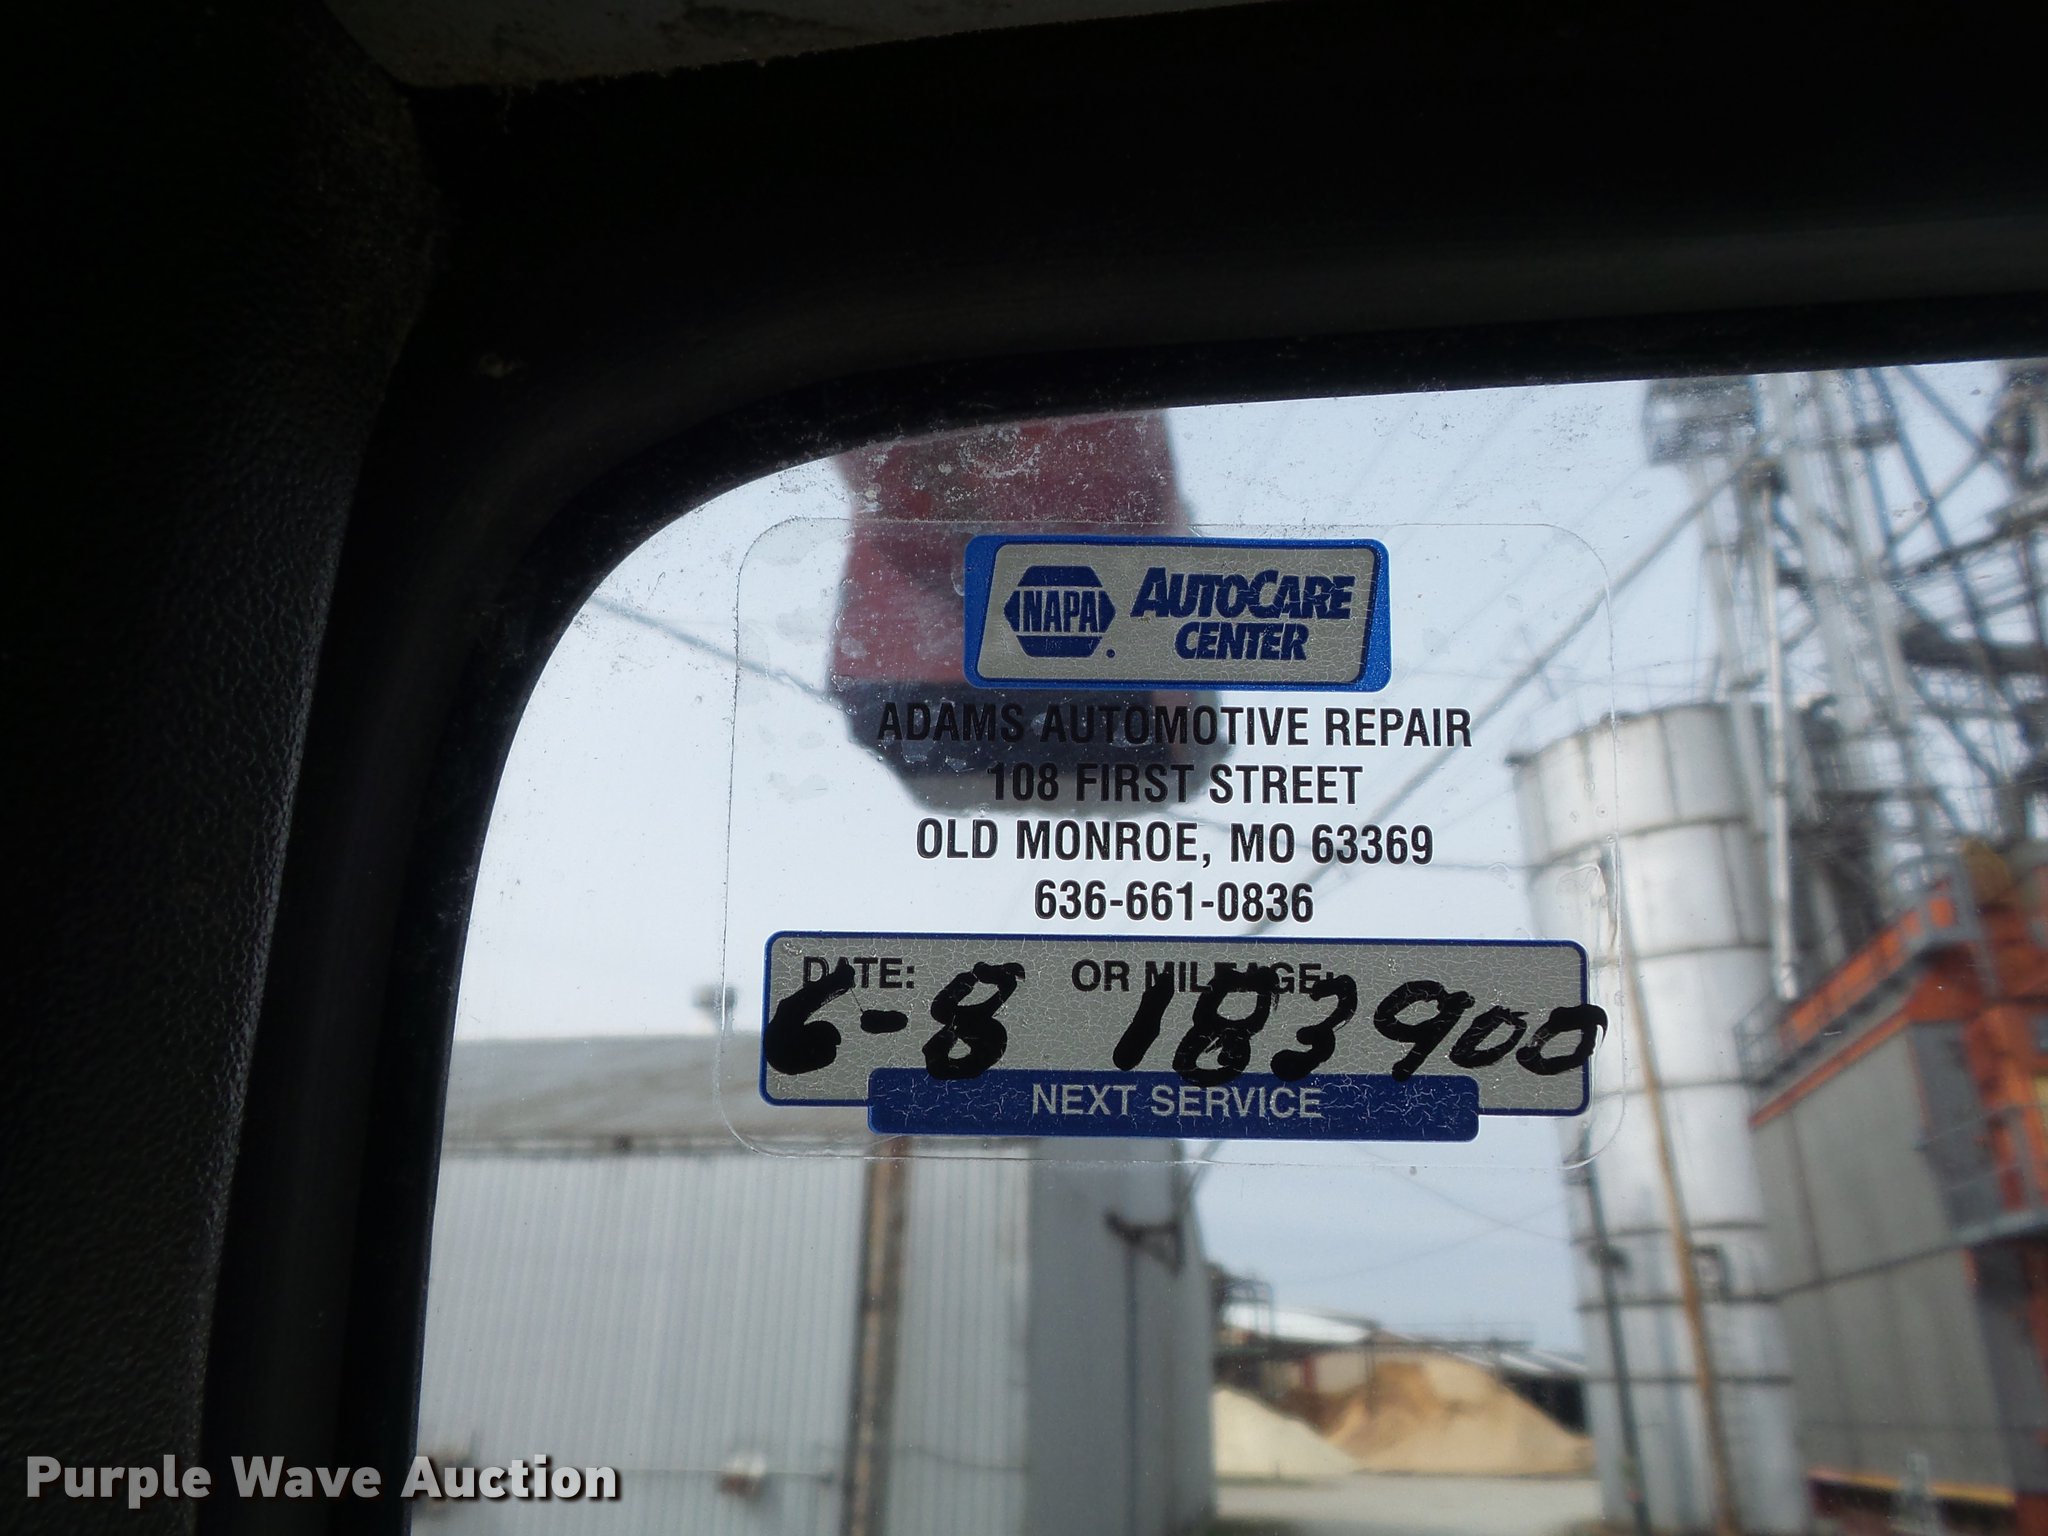 NAPA AUTOCARE
CENTER
ADAMS AUTOMOTIVE REPAIR
108 FIRST STREET
OLD MONROE, MO 63369
636-661-0836
DATE: OR MILEAGE:
6-8 183900
NEXT SERVICE
Purple Wave Auction